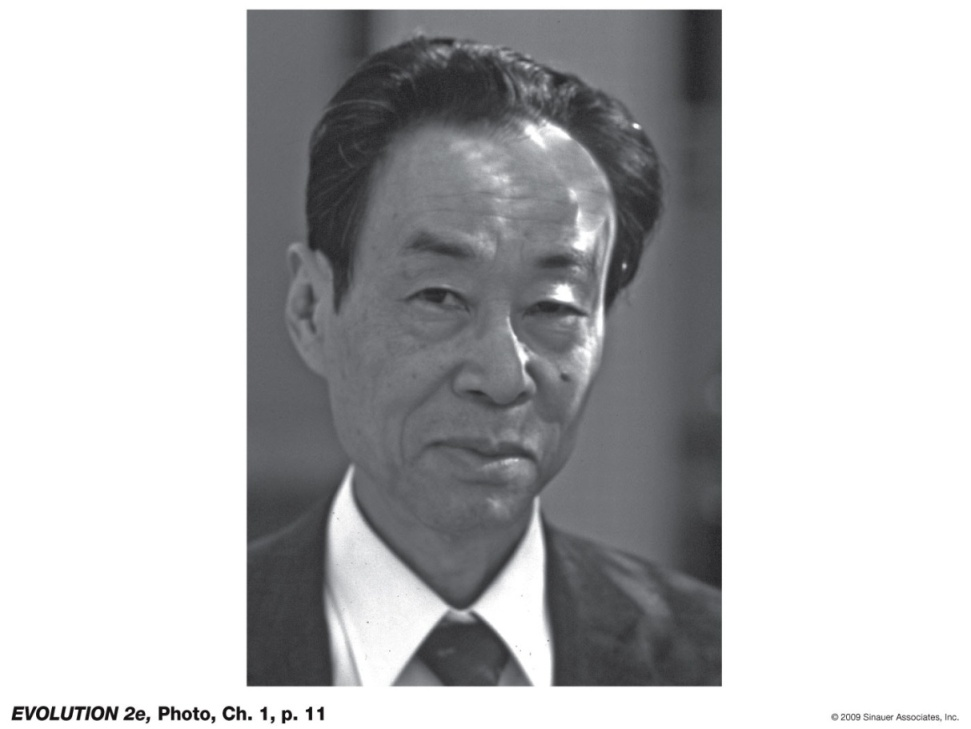 EVOLUTION 2e, Photo, Ch. 1, p. 11
© 2009 Sinauer Associates, Inc.